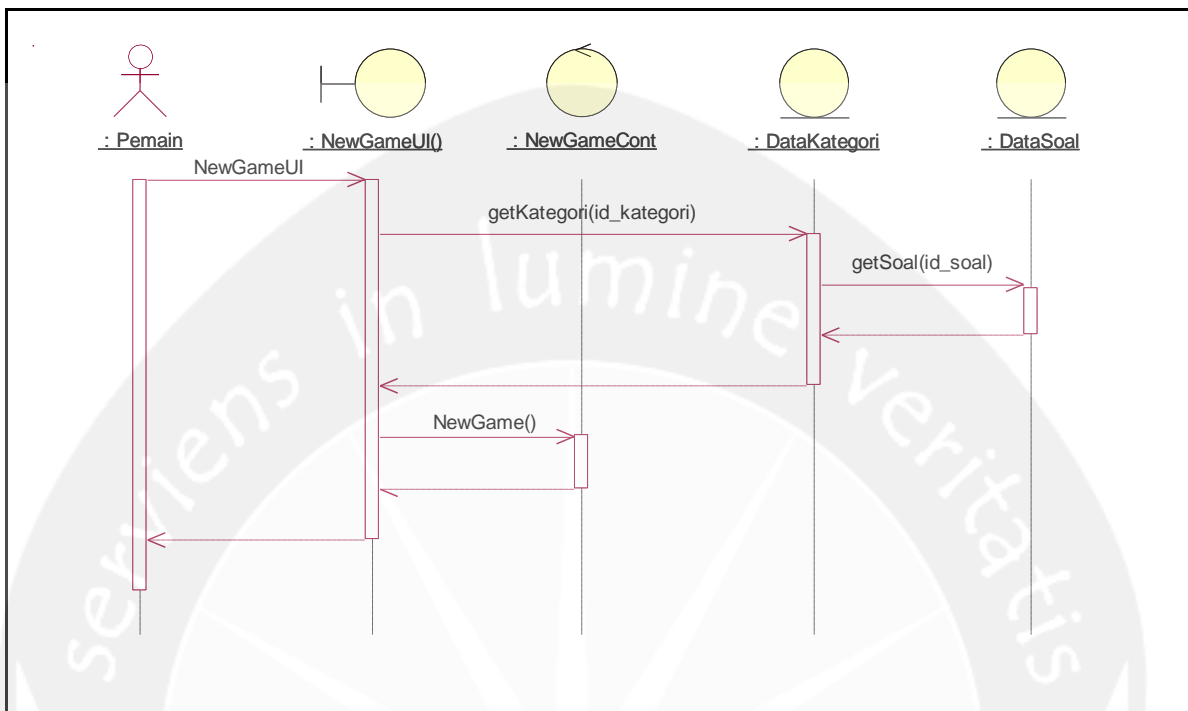 : Pemain
: NewGameUI()
: NewGameCont
: DataKategori
: DataSoal
NewGameUI
getKategori(id_kategori)
getSoal(id_soal)
NewGame()
serviens in lumine veritatis